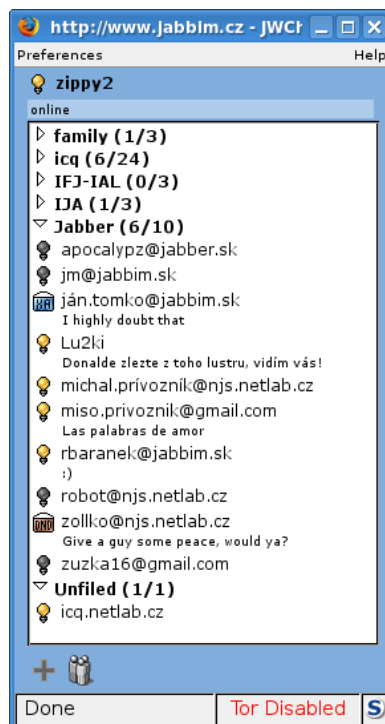 http://www.jabbim.cz - JWCh
Preferences Help
zippy2
online
family (1/3)
icq (6/24)
IFJ-IAL (0/3)
IJA (1/3)
Jabber (6/10)
apocalypz@jabber.sk
jm@jabbim.sk
XA!
ján.tomko@jabbim.sk
I highly doubt that
Lu2ki
Donalde zlezte z toho lustru, vidím vás!
michal.prívozník@njs.netlab.cz
miso.privoznik@gmail.com
Las palabras de amor
rbaranek@jabbim.sk
:)
robot@njs.netlab.cz
DND
zollko@njs.netlab.cz
Give a guy some peace, would ya?
zuzka16@gmail.com
Unfiled (1/1)
icq.netlab.cz
Done Tor Disabled S